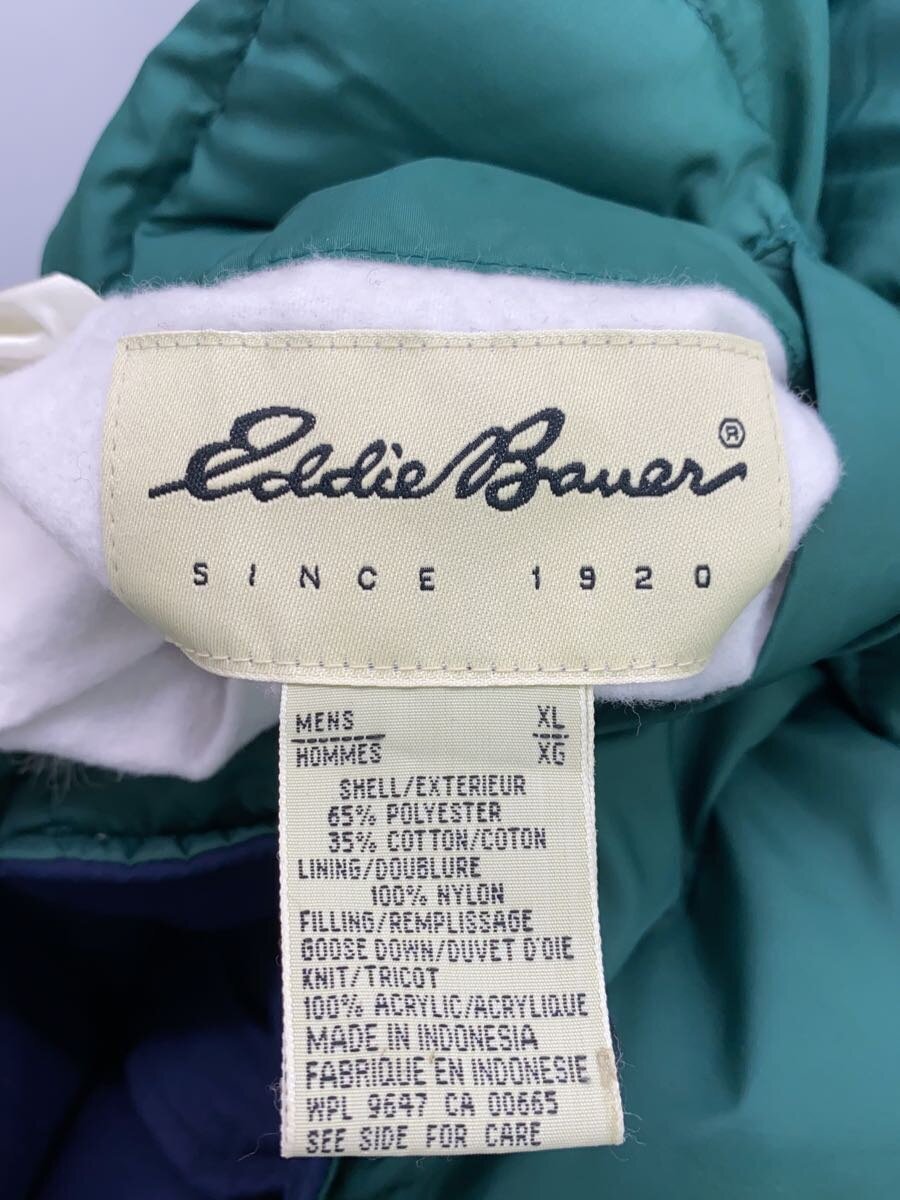 Eddie Bauer®
SINCE 1920
MENS XL
HOMMES XG
SHELL/EXTERIEUR
65% POLYESTER
35% COTTON/COTON
LINING/DOUBLURE
100% NYLON
FILLING/REMPLISSAGE
GOOSE DOWN/DUVET D'OIE
KNIT/TRICOT
100% ACRYLIC/ACRYLIQUE
MADE IN INDONESIA
FABRIQUE EN INDONESIE
WPL 9647 CA 00665
SEE SIDE FOR CARE